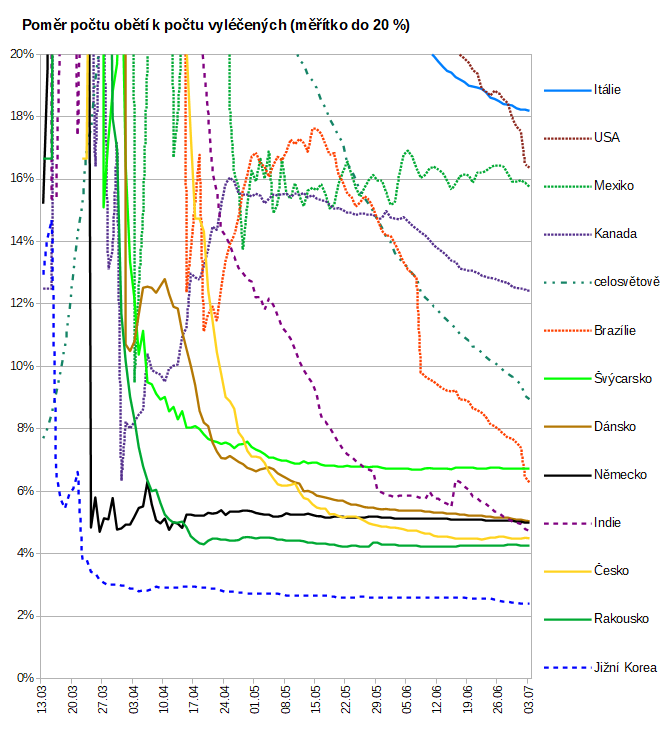 Poměr počtu obětí k počtu vyléčených (měřítko do 20 %)
20%
18%
16%
14%
12%
10%
8%
6%
4%
2%
0%
13.03
20.03
27.03
03.04
10.04
17.04
24.04
01.05
08.05
15.05
22.05
29.05
05.06
12.06
19.06
26.06
03.07
Itálie
USA
Mexiko
Kanada
celosvětově
Brazílie
Švýcarsko
Dánsko
Německo
Indie
Česko
Rakousko
Jižní Korea